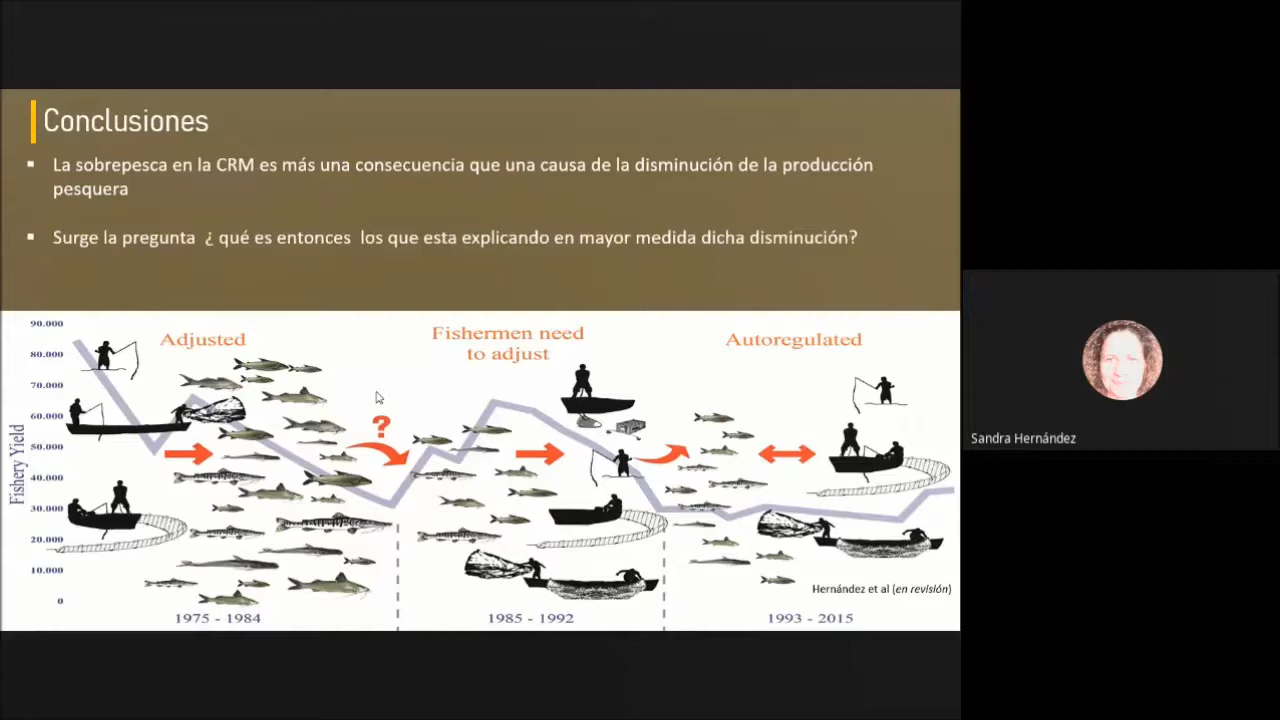 Conclusiones
▪ La sobrepesca en la CRM es más una consecuencia que una causa de la disminución de la producción
pesquera
▪ Surge la pregunta ¿ qué es entonces los que esta explicando en mayor medida dicha disminución?
Adjusted
Fishermen need
to adjust
Autoregulated
Fishery Yield
90.000
80.000
70.000
60.000
50.000
40.000
30.000
20.000
10.000
0
?
Hernández et al (en revisión)
1975 - 1984
1985 - 1992
1993 - 2015
Sandra Hernández